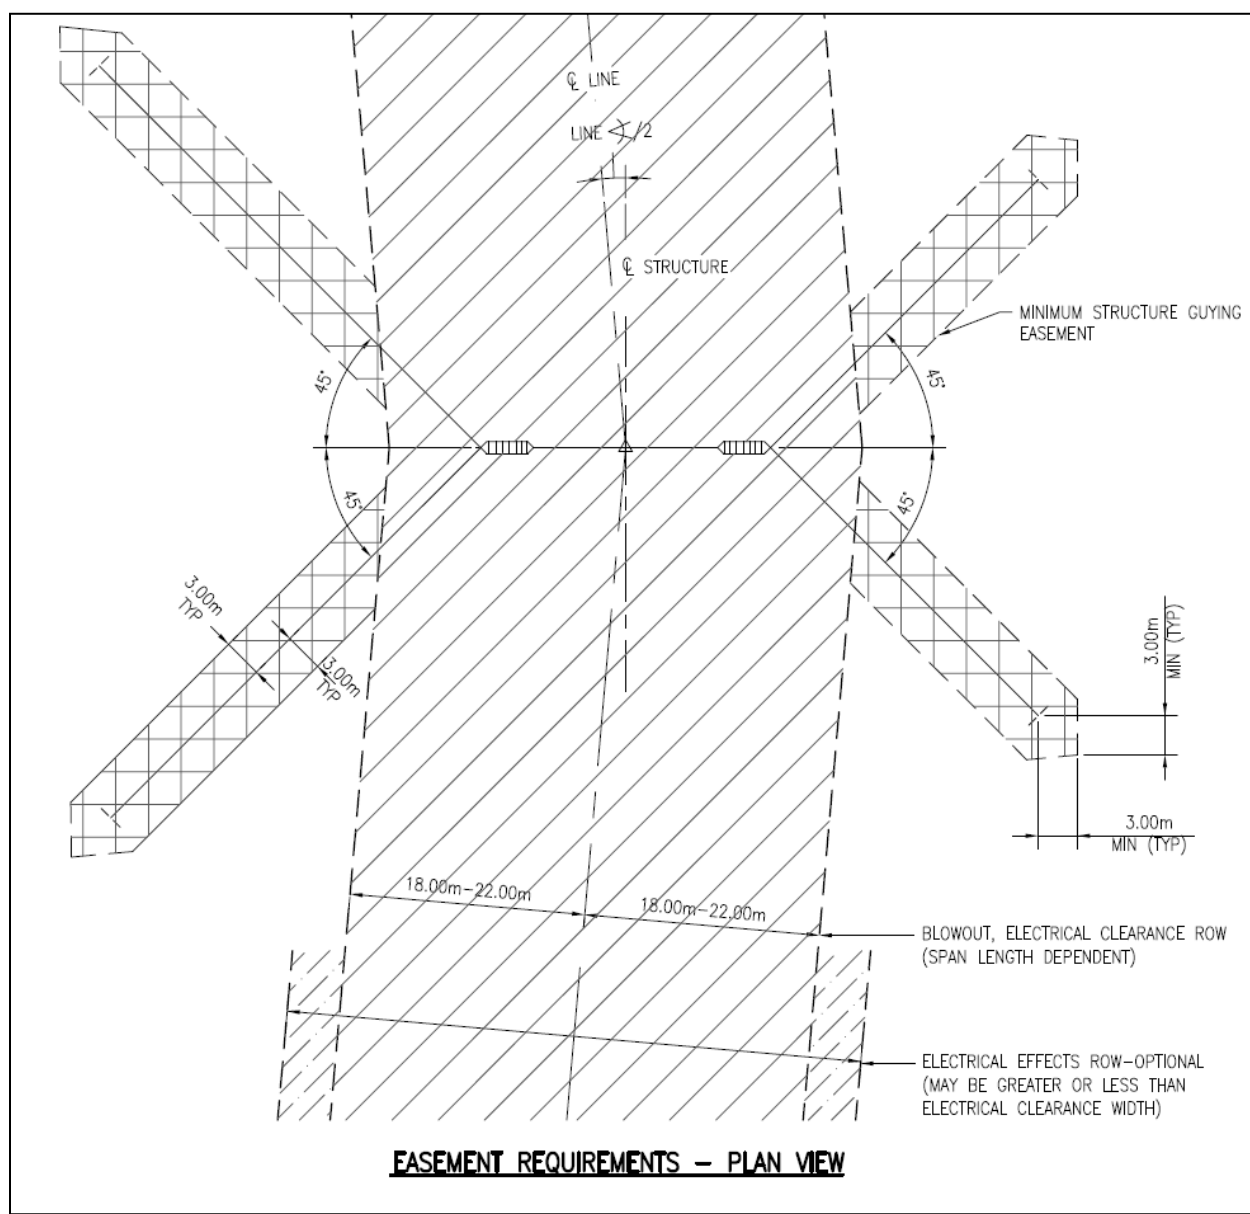 ℄ LINE
LINE ∢/2
℄ STRUCTURE
MINIMUM STRUCTURE GUYING
EASEMENT
45°
45°
45°
45°
3.00m
TYP
3.00m
TYP
3.00m
MIN (TYP)
3.00m
MIN (TYP)
18.00m-22.00m
18.00m-22.00m
BLOWOUT, ELECTRICAL CLEARANCE ROW
(SPAN LENGTH DEPENDENT)
ELECTRICAL EFFECTS ROW-OPTIONAL
(MAY BE GREATER OR LESS THAN
ELECTRICAL CLEARANCE WIDTH)
EASEMENT REQUIREMENTS - PLAN VIEW